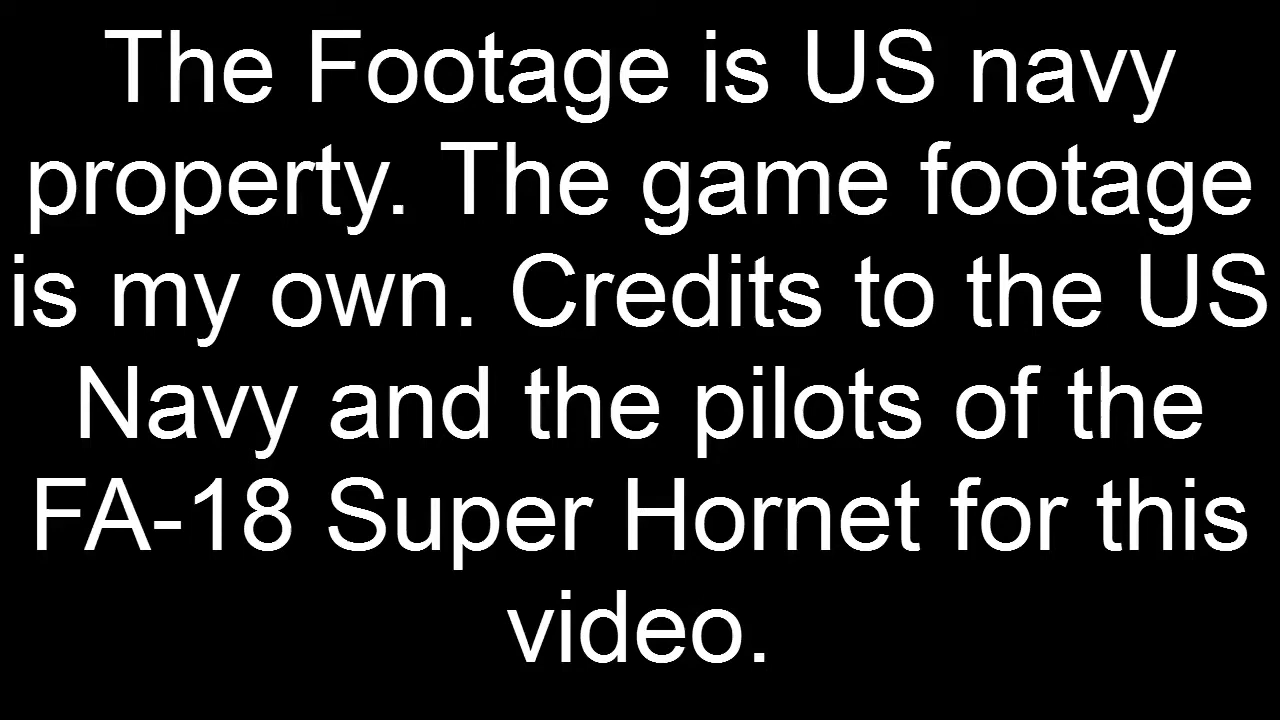 The Footage is US navy
property. The game footage
is my own. Credits to the US
Navy and the pilots of the
FA-18 Super Hornet for this
video.